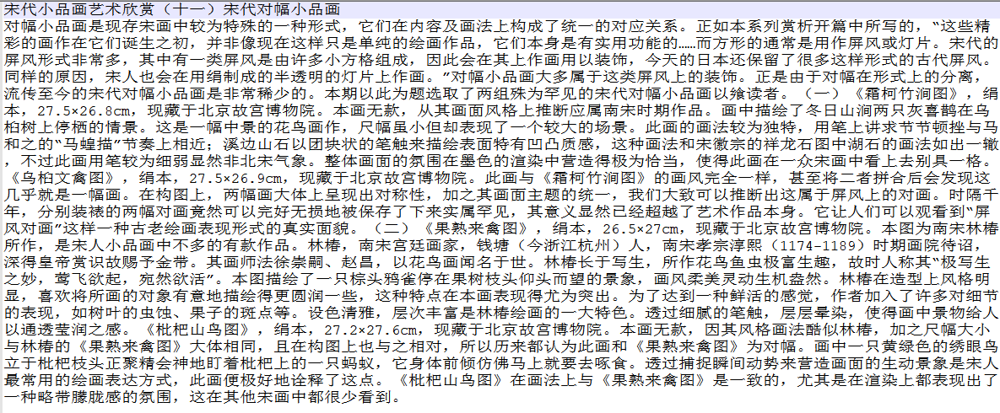 宋代小品画艺术欣赏（十一）宋代对幅小品画
对幅小品画是现存宋画中较为特殊的一种形式，它们在内容及画法上构成了统一的对应关系。正如本系列赏析开篇中所写的，“这些精
彩的画作在它们诞生之初，并非像现在这样只是单纯的绘画作品，它们本身是有实用功能的……而方形的通常是用作屏风或灯片。宋代的
屏风形式非常多，其中有一类屏风是由许多小方格组成，因此会在其上作画用以装饰，今天的日本还保留了很多这样形式的古代屏风。
同样的原因，宋人也会在用绢制成的半透明的灯片上作画。”对幅小品画大多属于这类屏风上的装饰。正是由于对幅在形式上的分离，
流传至今的宋代对幅小品画是非常稀少的。本期以此为题选取了两组殊为罕见的宋代对幅小品画以飨读者。（一）《霜柯竹涧图》，绢
本，27.5×26.8cm，现藏于北京故宫博物院。本画无款，从其画面风格上推断应属南宋时期作品。画中描绘了冬日山涧两只灰喜鹊在乌
桕树上停栖的情景。这是一幅中景的花鸟画作，尺幅虽小但却表现了一个较大的场景。此画的画法较为独特，用笔上讲求节节顿挫与马
和之的“马蝗描”节奏上相近；溪边山石以团块状的笔触来描绘表面特有凹凸质感，这种画法和宋徽宗的祥龙石图中湖石的画法如出一辙
，不过此画用笔较为细弱显然非北宋气象。整体画面的氛围在墨色的渲染中营造得极为恰当，使得此画在一众宋画中看上去别具一格。
《乌桕文禽图》，绢本，27.5×26.9cm，现藏于北京故宫博物院。此画与《霜柯竹涧图》的画风完全一样，甚至将二者拼合后会发现这
几乎就是一幅画。在构图上，两幅画大体上呈现出对称性，加之其画面主题的统一，我们大致可以推断出这属于屏风上的对画。时隔千
年，分别装裱的两幅对画竟然可以完好无损地被保存了下来实属罕见，其意义显然已经超越了艺术作品本身。它让人们可以观看到“屏
风对画”这样一种古老绘画表现形式的真实面貌。（二）《果熟来禽图》，绢本，26.5×27cm，现藏于北京故宫博物院。本图为南宋林椿
所作，是宋人小品画中不多的有款作品。林椿，南宋宫廷画家，钱塘（今浙江杭州）人，南宋孝宗淳熙（1174-1189）时期画院待诏，
深得皇帝赏识故赐予金带。其画师法徐崇嗣、赵昌，以花鸟画闻名于世。林椿长于写生，所作花鸟鱼虫极富生趣，故时人称其“极写生
之妙，莺飞欲起，宛然欲活”。本图描绘了一只棕头鸦雀停在果树枝头仰头而望的景象，画风柔美灵动生机盎然。林椿在造型上风格明
显，喜欢将所画的对象有意地描绘得更圆润一些，这种特点在本画表现得尤为突出。为了达到一种鲜活的感觉，作者加入了许多对细节
的表现，如树叶的虫蚀、果子的斑点等。设色清雅，层次丰富是林椿绘画的一大特色。透过细腻的笔触，层层晕染，使得画中景物给人
以通透莹润之感。《枇杷山鸟图》，绢本，27.2×27.6cm，现藏于北京故宫博物院。本画无款，因其风格画法酷似林椿，加之尺幅大小
与林椿的《果熟来禽图》大体相同，且在构图上也与之相对，所以历来都认为此画和《果熟来禽图》为对幅。画中一只黄绿色的绣眼鸟
立于枇杷枝头正聚精会神地盯着枇杷上的一只蚂蚁，它身体前倾仿佛马上就要去啄食。透过捕捉瞬间动势来营造画面的生动景象是宋人
最常用的绘画表达方式，此画便极好地诠释了这点。《枇杷山鸟图》在画法上与《果熟来禽图》是一致的，尤其是在渲染上都表现出了
一种略带朦胧感的氛围，这在其他宋画中都很少看到。